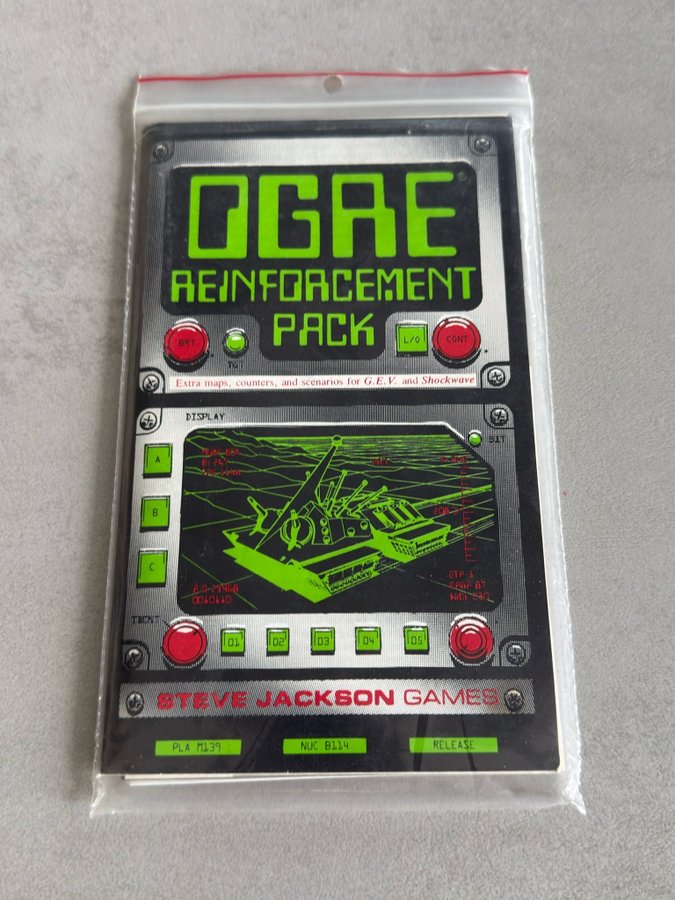 OGRE®
REINFORCEMENT
PACK
BRT
TGT
L/O
CONT
Extra maps, counters, and scenarios for G.E.V. and Shockwave
DISPLAY
A
B
C
01
02
03
04
05
STEVE JACKSON GAMES
PLA M139
NUC B114
RELEASE